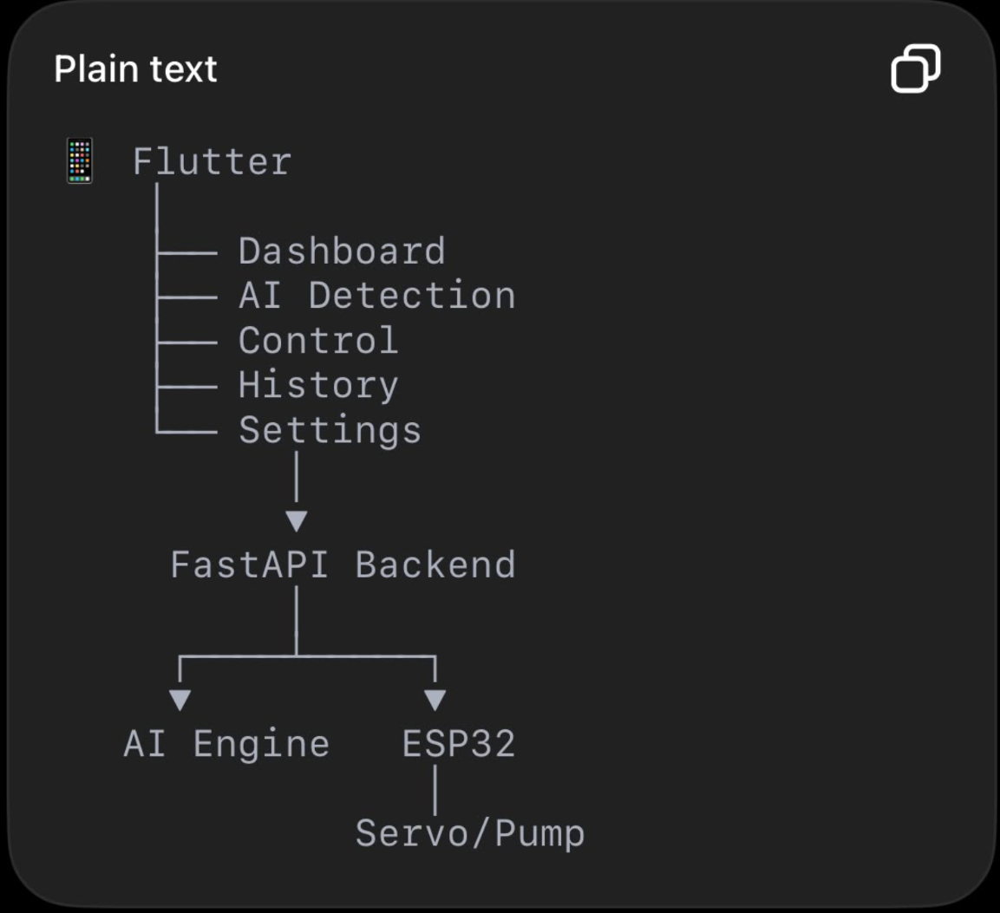 Plain text
Flutter
Dashboard
AI Detection
Control
History
Settings
FastAPI Backend
AI Engine ESP32
Servo/Pump